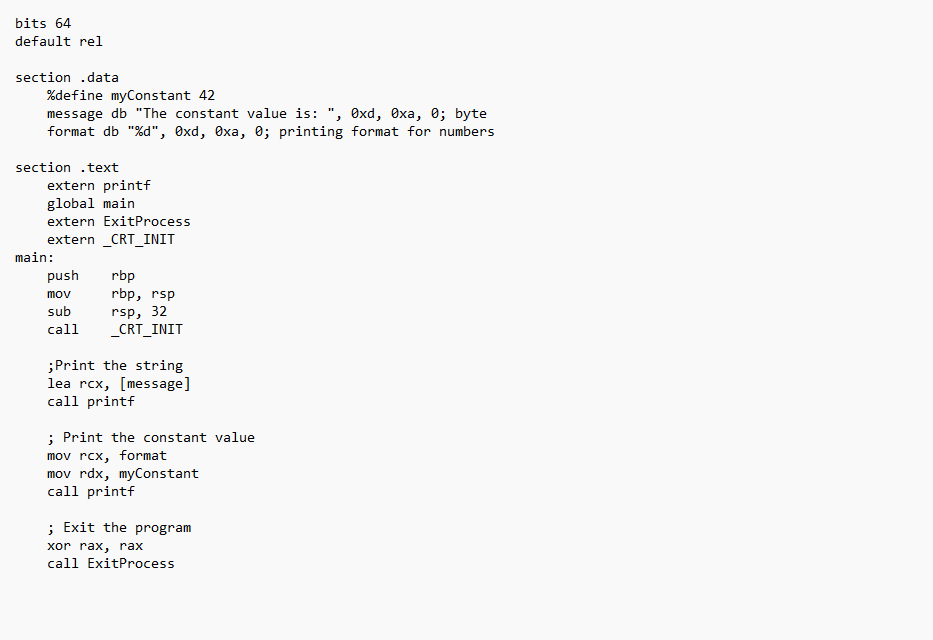 bits 64
default rel

section .data
    %define myConstant 42
    message db "The constant value is: ", 0xd, 0xa, 0; byte
    format db "%d", 0xd, 0xa, 0; printing format for numbers

section .text
    extern printf
    global main
    extern ExitProcess
    extern _CRT_INIT
main:
    push    rbp
    mov     rbp, rsp
    sub     rsp, 32
    call    _CRT_INIT

    ;Print the string
    lea rcx, [message]
    call printf

    ; Print the constant value
    mov rcx, format
    mov rdx, myConstant
    call printf

    ; Exit the program
    xor rax, rax
    call ExitProcess